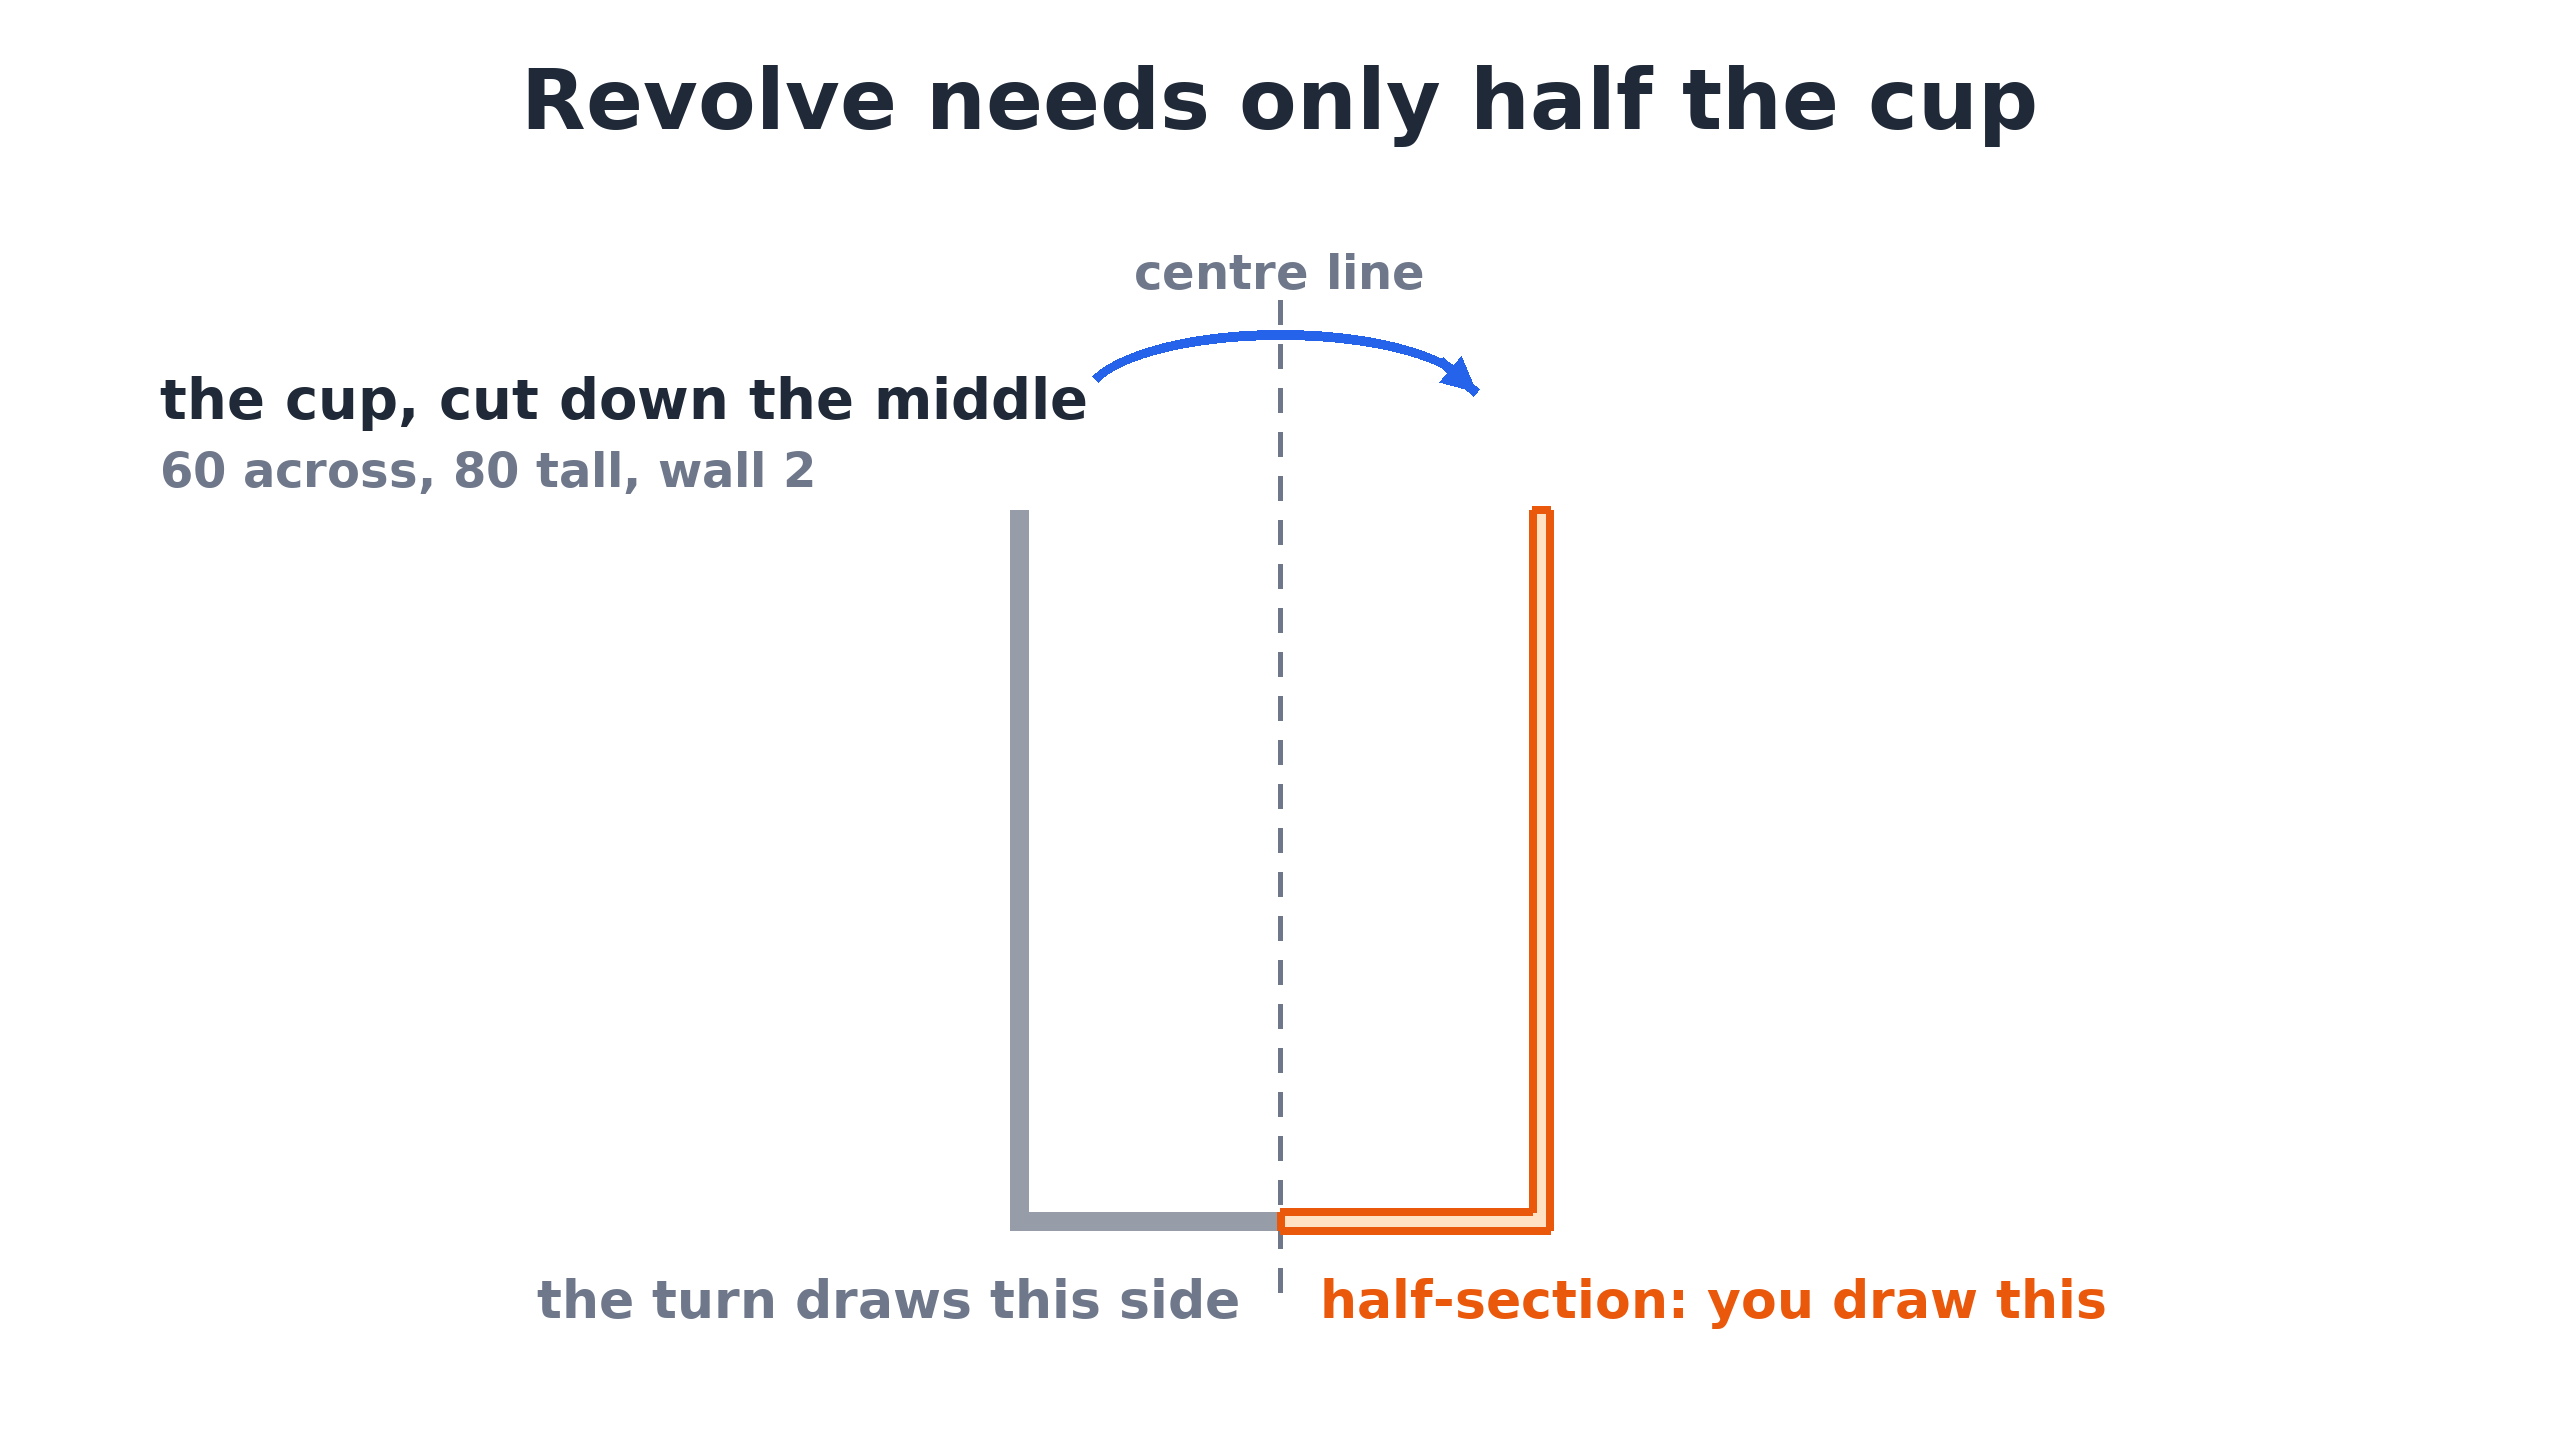 Revolve needs only half the cup
centre line
the cup, cut down the middle
60 across, 80 tall, wall 2
the turn draws this side
half-section: you draw this